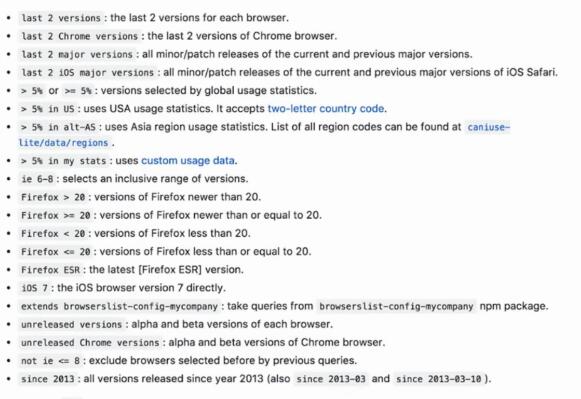 • last 2 versions : the last 2 versions for each browser.
• last 2 Chrome versions : the last 2 versions of Chrome browser.
• last 2 major versions : all minor/patch releases of the current and previous major versions.
• last 2 iOS major versions : all minor/patch releases of the current and previous major versions of iOS Safari.
• > 5% or >= 5% : versions selected by global usage statistics.
• > 5% in US : uses USA usage statistics. It accepts two-letter country code.
• > 5% in alt-AS : uses Asia region usage statistics. List of all region codes can be found at caniuse-
lite/data/regions .
• > 5% in my stats : uses custom usage data.
• ie 6-8 : selects an inclusive range of versions.
• Firefox > 20 : versions of Firefox newer than 20.
• Firefox >= 20 : versions of Firefox newer than or equal to 20.
• Firefox < 20 : versions of Firefox less than 20.
• Firefox <= 20 : versions of Firefox less than or equal to 20.
• Firefox ESR : the latest [Firefox ESR] version.
• iOS 7 : the iOS browser version 7 directly.
• extends browserslist-config-mycompany : take queries from browserslist-config-mycompany npm package.
• unreleased versions : alpha and beta versions of each browser.
• unreleased Chrome versions : alpha and beta versions of Chrome browser.
• not ie <= 8 : exclude browsers selected before by previous queries.
• since 2013 : all versions released since year 2013 (also since 2013-03 and since 2013-03-10 ).